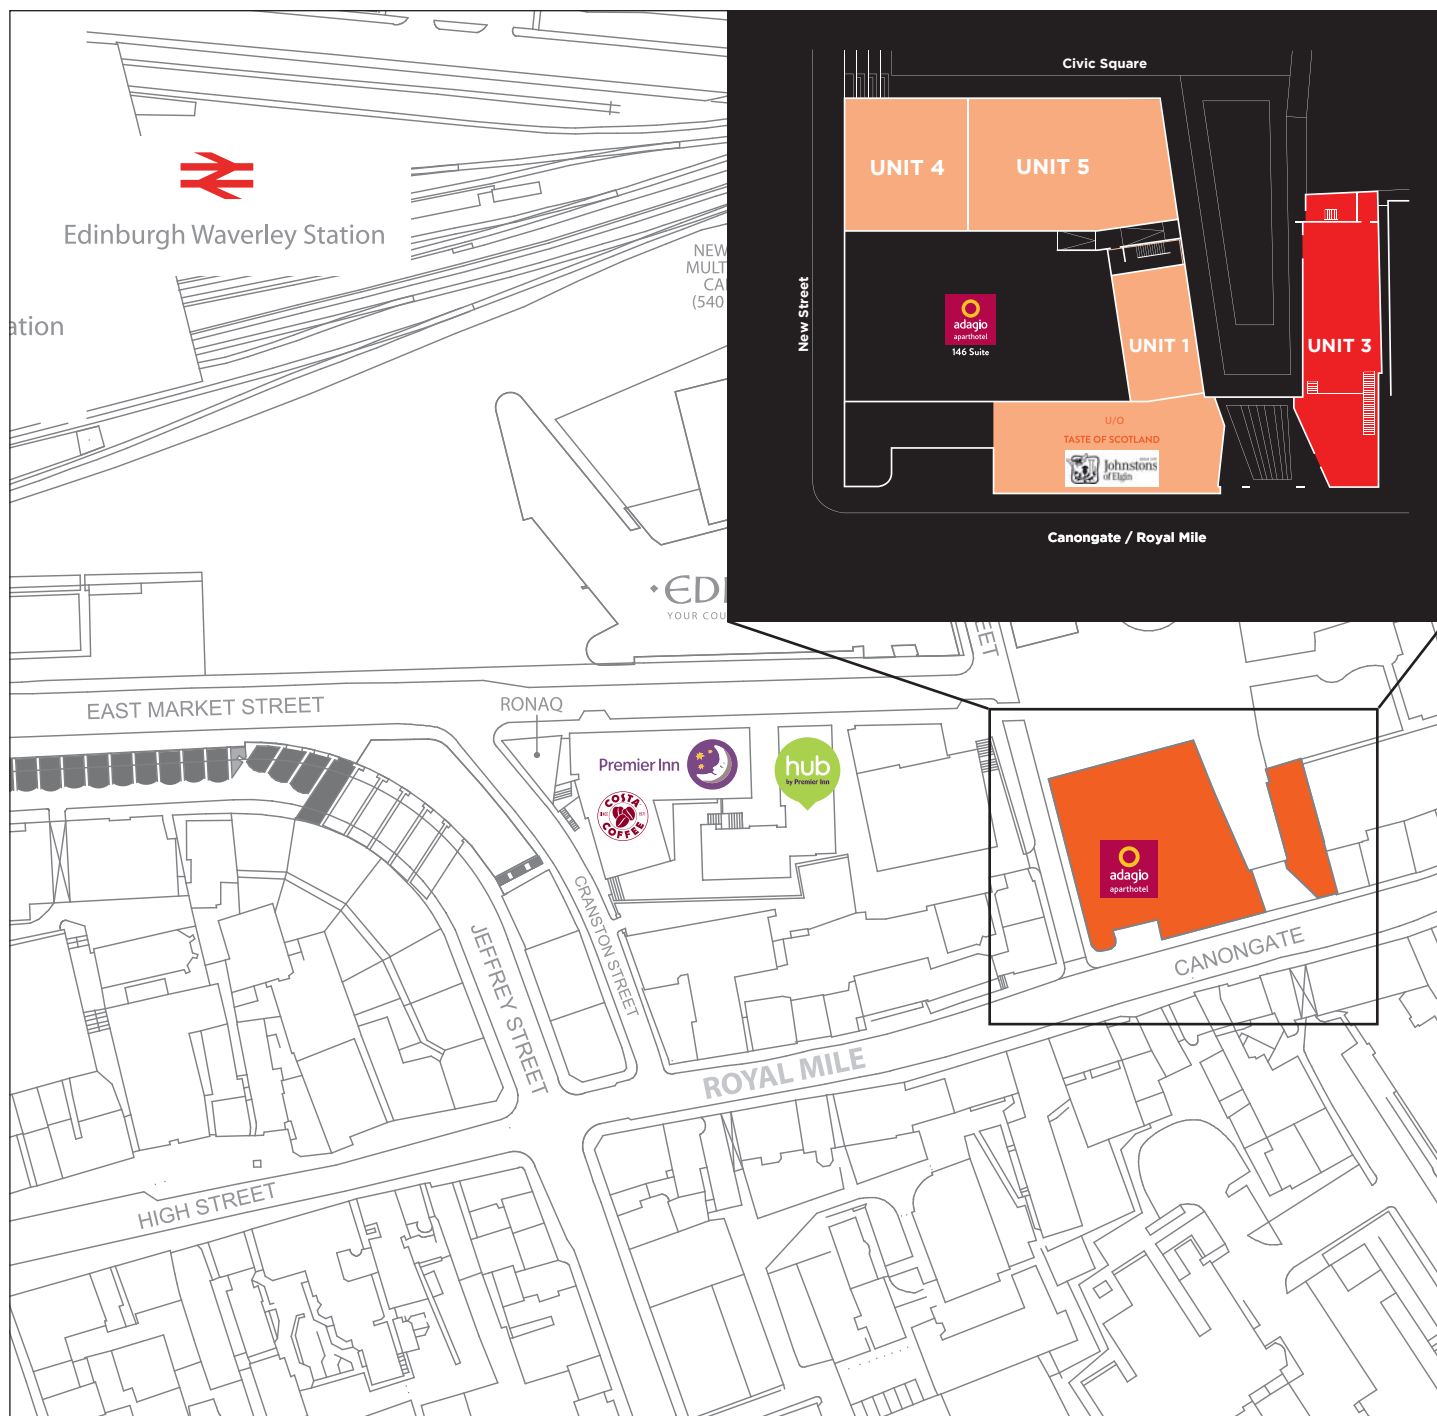 Civic Square
UNIT 4
UNIT 5
New Street
adagio
aparthotel
146 Suite
UNIT 1
UNIT 3
U/O
TASTE OF SCOTLAND
Johnstons
of Elgin
Canongate / Royal Mile
Edinburgh Waverley Station
ation
NEW
MULT
CA
(540
EDI
YOUR COU
EET
EAST MARKET STREET
RONAQ
Premier Inn
hub
by Premier Inn
COSTA
COFFEE
adagio
aparthotel
CRANSTON STREET
JEFFREY STREET
CANONGATE
ROYAL MILE
HIGH STREET